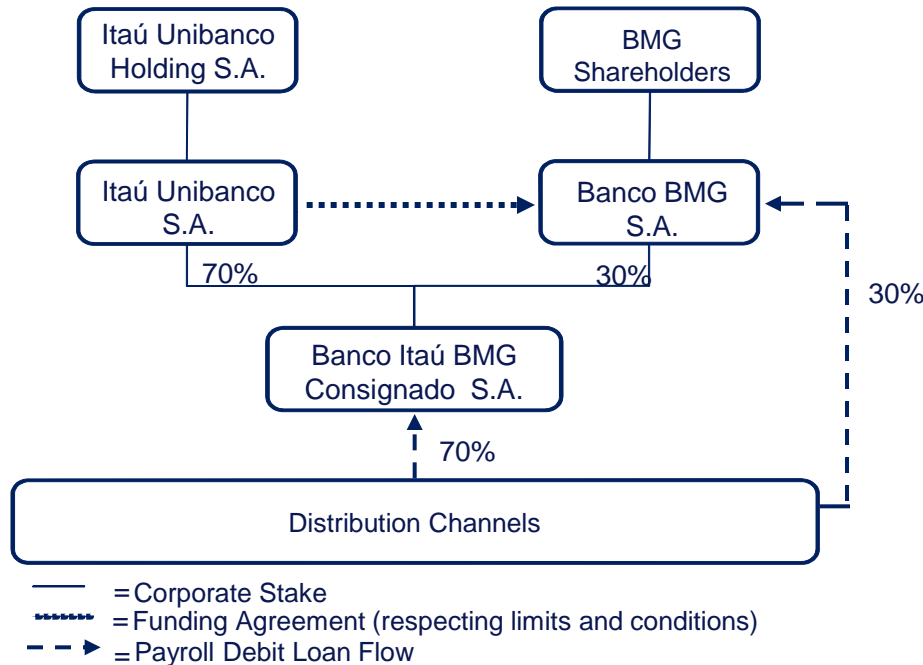 Itaú Unibanco
Holding S.A.
BMG
Shareholders
Itaú Unibanco
S.A.
Banco BMG
S.A.
70%
30%
30%
Banco Itaú BMG
Consignado S.A.
70%
Distribution Channels
=Corporate Stake
=Funding Agreement (respecting limits and conditions)
=Payroll Debit Loan Flow